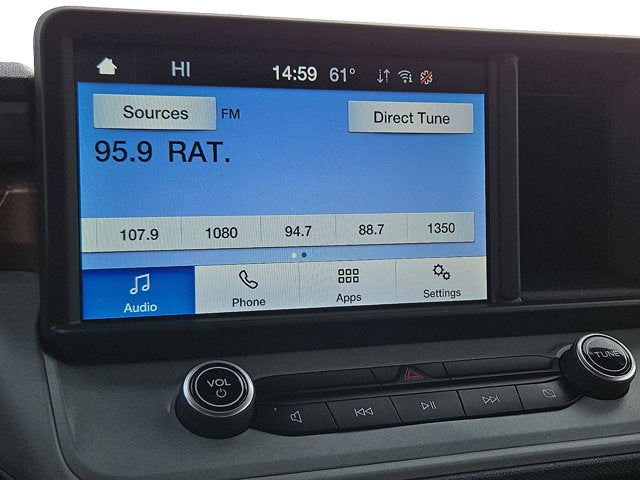 HI 14:59 61°
Sources FM Direct Tune
95.9 RAT.
107.9 1080 94.7 88.7 1350
Audio Phone Apps Settings
VOL TUNE